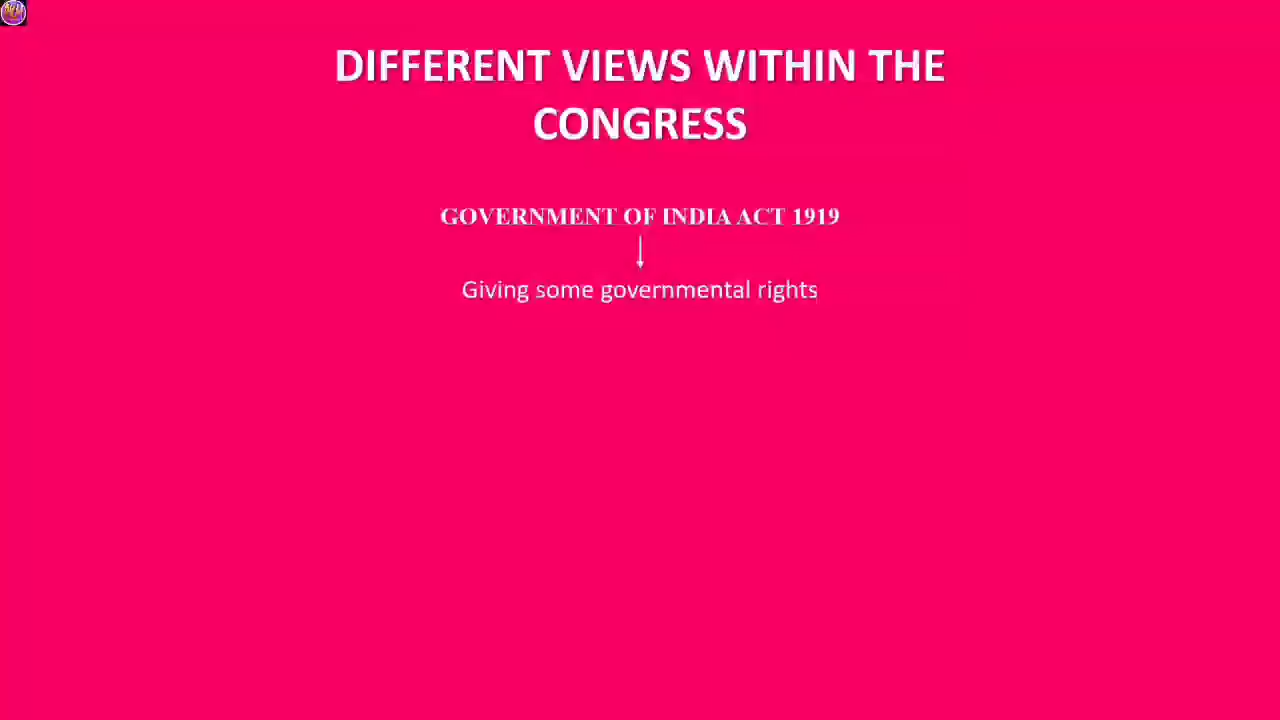 DIFFERENT VIEWS WITHIN THE
CONGRESS
GOVERNMENT OF INDIA ACT 1919
Giving some governmental rights